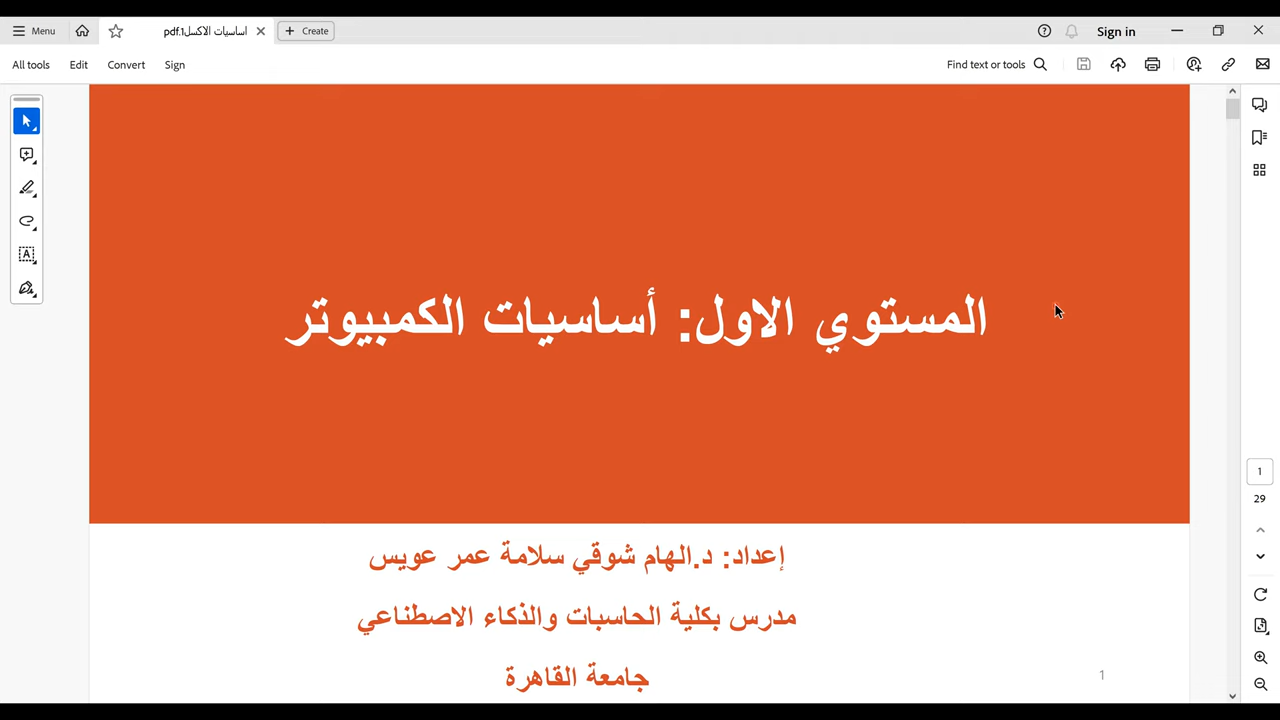 Menu
اساسيات الاكسل1.pdf
Create
Sign in
All tools
Edit
Convert
Sign
Find text or tools
المستوي الاول: أساسيات الكمبيوتر
إعداد: د.الهام شوقي سلامة عمر عويس
مدرس بكلية الحاسبات والذكاء الاصطناعي
جامعة القاهرة
1
1
29